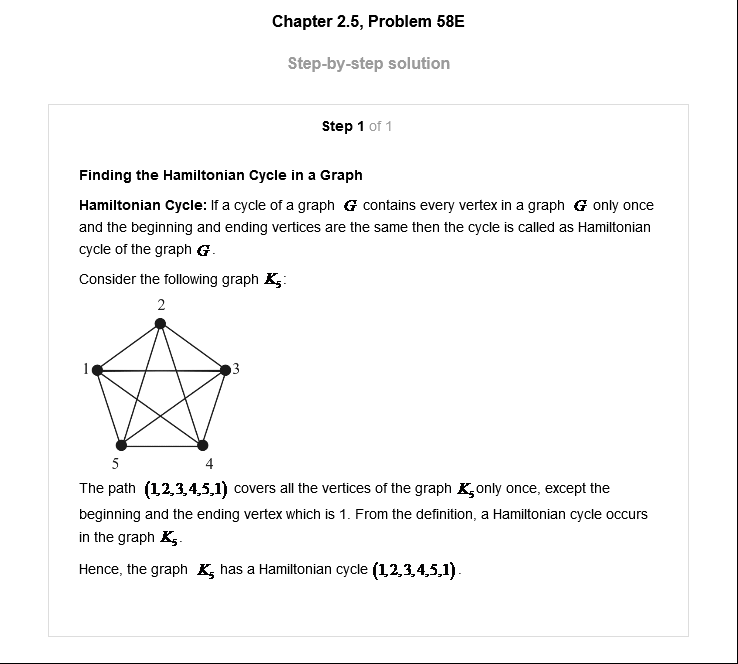 Chapter 2.5, Problem 58E
Step-by-step solution
Step 1 of 1
Finding the Hamiltonian Cycle in a Graph
Hamiltonian Cycle: If a cycle of a graph G contains every vertex in a graph G only once
and the beginning and ending vertices are the same then the cycle is called as Hamiltonian
cycle of the graph G.
Consider the following graph K₅:
2
1
3
5
4
The path (1,2,3,4,5,1) covers all the vertices of the graph K₅ only once, except the
beginning and the ending vertex which is 1. From the definition, a Hamiltonian cycle occurs
in the graph K₅.
Hence, the graph K₅ has a Hamiltonian cycle (1,2,3,4,5,1).